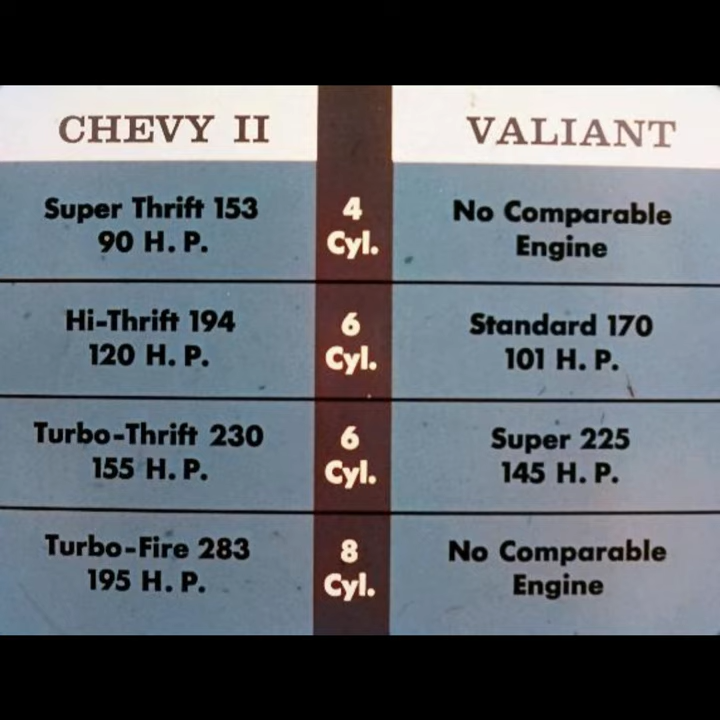 CHEVY II
VALIANT
Super Thrift 153
90 H. P.
4
Cyl.
No Comparable
Engine
Hi-Thrift 194
120 H. P.
6
Cyl.
Standard 170
101 H. P.
Turbo-Thrift 230
155 H. P.
6
Cyl.
Super 225
145 H. P.
Turbo-Fire 283
195 H. P.
8
Cyl.
No Comparable
Engine